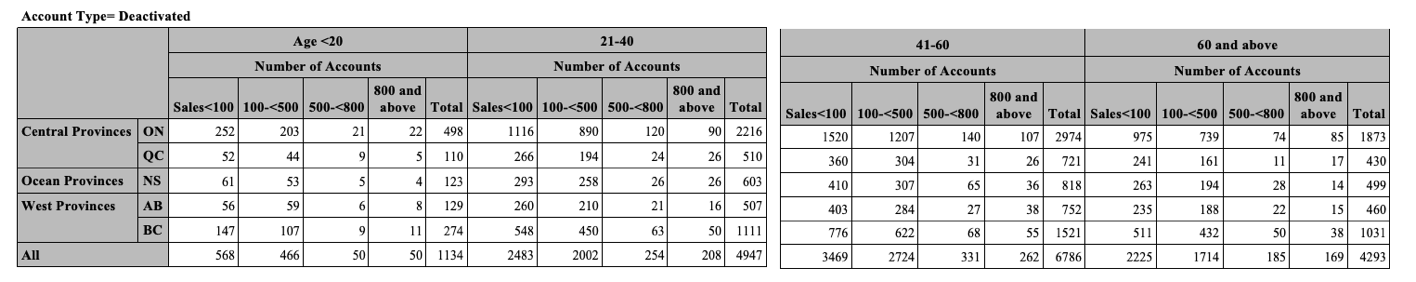 Account Type= Deactivated
Age <20 21-40 41-60 60 and above
Number of Accounts Number of Accounts Number of Accounts Number of Accounts
Sales<100 100-<500 500-<800 800 and above Total Sales<100 100-<500 500-<800 800 and above Total Sales<100 100-<500 500-<800 800 and above Total Sales<100 100-<500 500-<800 800 and above Total
Central Provinces ON 252 203 21 22 498 1116 890 120 90 2216 1520 1207 140 107 2974 975 739 74 85 1873
QC 52 44 9 5 110 266 194 24 26 510 360 304 31 26 721 241 161 11 17 430
Ocean Provinces NS 61 53 5 4 123 293 258 26 26 603 410 307 65 36 818 263 194 28 14 499
West Provinces AB 56 59 6 8 129 260 210 21 16 507 403 284 27 38 752 235 188 22 15 460
BC 147 107 9 11 274 548 450 63 50 1111 776 622 68 55 1521 511 432 50 38 1031
All 568 466 50 50 1134 2483 2002 254 208 4947 3469 2724 331 262 6786 2225 1714 185 169 4293